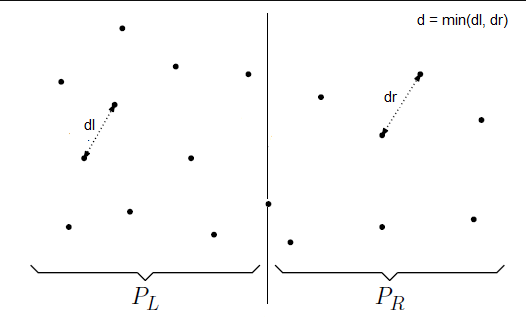 d = min(dl, dr)
dr
dl
P_L
P_R